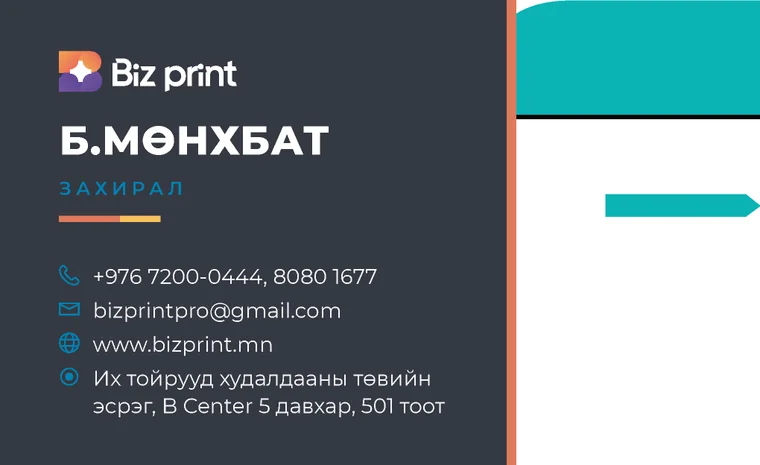 Biz print
Б.МӨНХБАТ
ЗАХИРАЛ
+976 7200-0444, 8080 1677
bizprintpro@gmail.com
www.bizprint.mn
Их тойрууд худалдааны төвийн
эсрэг, B Center 5 давхар, 501 тоот